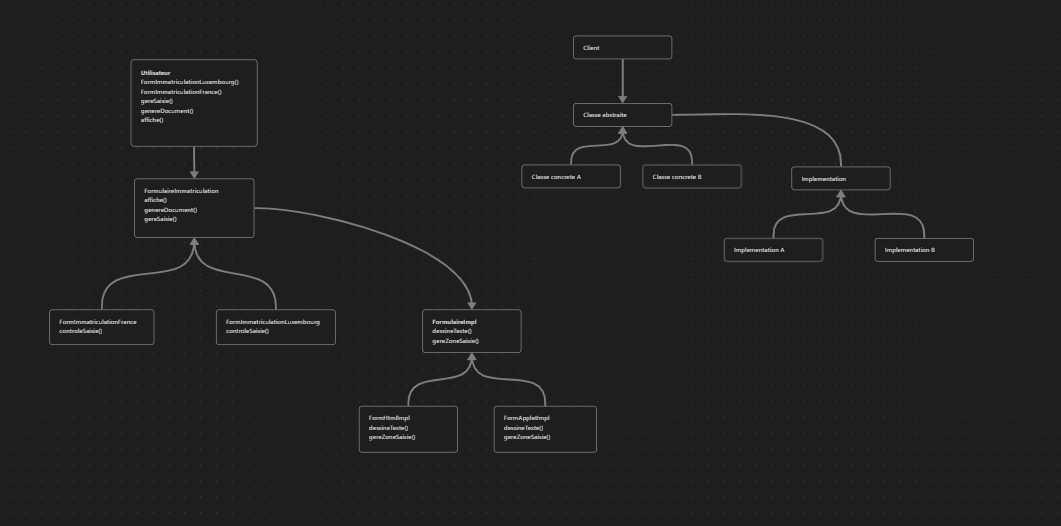 Utilisateur
FormImmatriculationLuxembourg()
FormImmatriculationFrance()
gereSaisie()
genereDocument()
affiche()
FormulaireImmatriculation
affiche()
genereDocument()
gereSaisie()
FormImmatriculationFrance
controleSaisie()
FormImmatriculationLuxembourg
controleSaisie()
FormulaireImpl
dessineTexte()
gereZoneSaisie()
FormHtmlImpl
dessineTexte()
gereZoneSaisie()
FormAppletImpl
dessineTexte()
gereZoneSaisie()
Client
Classe abstraite
Classe concrete A
Classe concrete B
Implementation
Implementation A
Implementation B